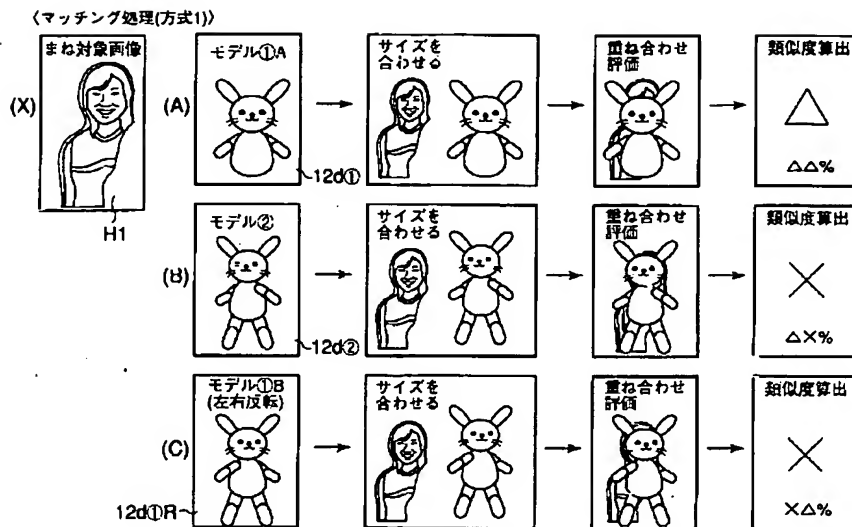 〈マッチング処理(方式1)〉
まね対象画像
(X)
H1
(A)
モデル①A
12d①
サイズを
合わせる
重ね合わせ
評価
類似度算出
△△%
(B)
モデル②
12d②
サイズを
合わせる
重ね合わせ
評価
類似度算出
△×%
(C)
モデル①B
(左右反転)
12d①R
サイズを
合わせる
重ね合わせ
評価
類似度算出
×△%